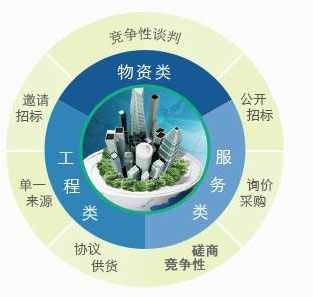 竞争性谈判
物资类
邀请
招标
公开
招标
工程类
服务类
单一
来源
询价
采购
协议
供货
磋商
竞争性